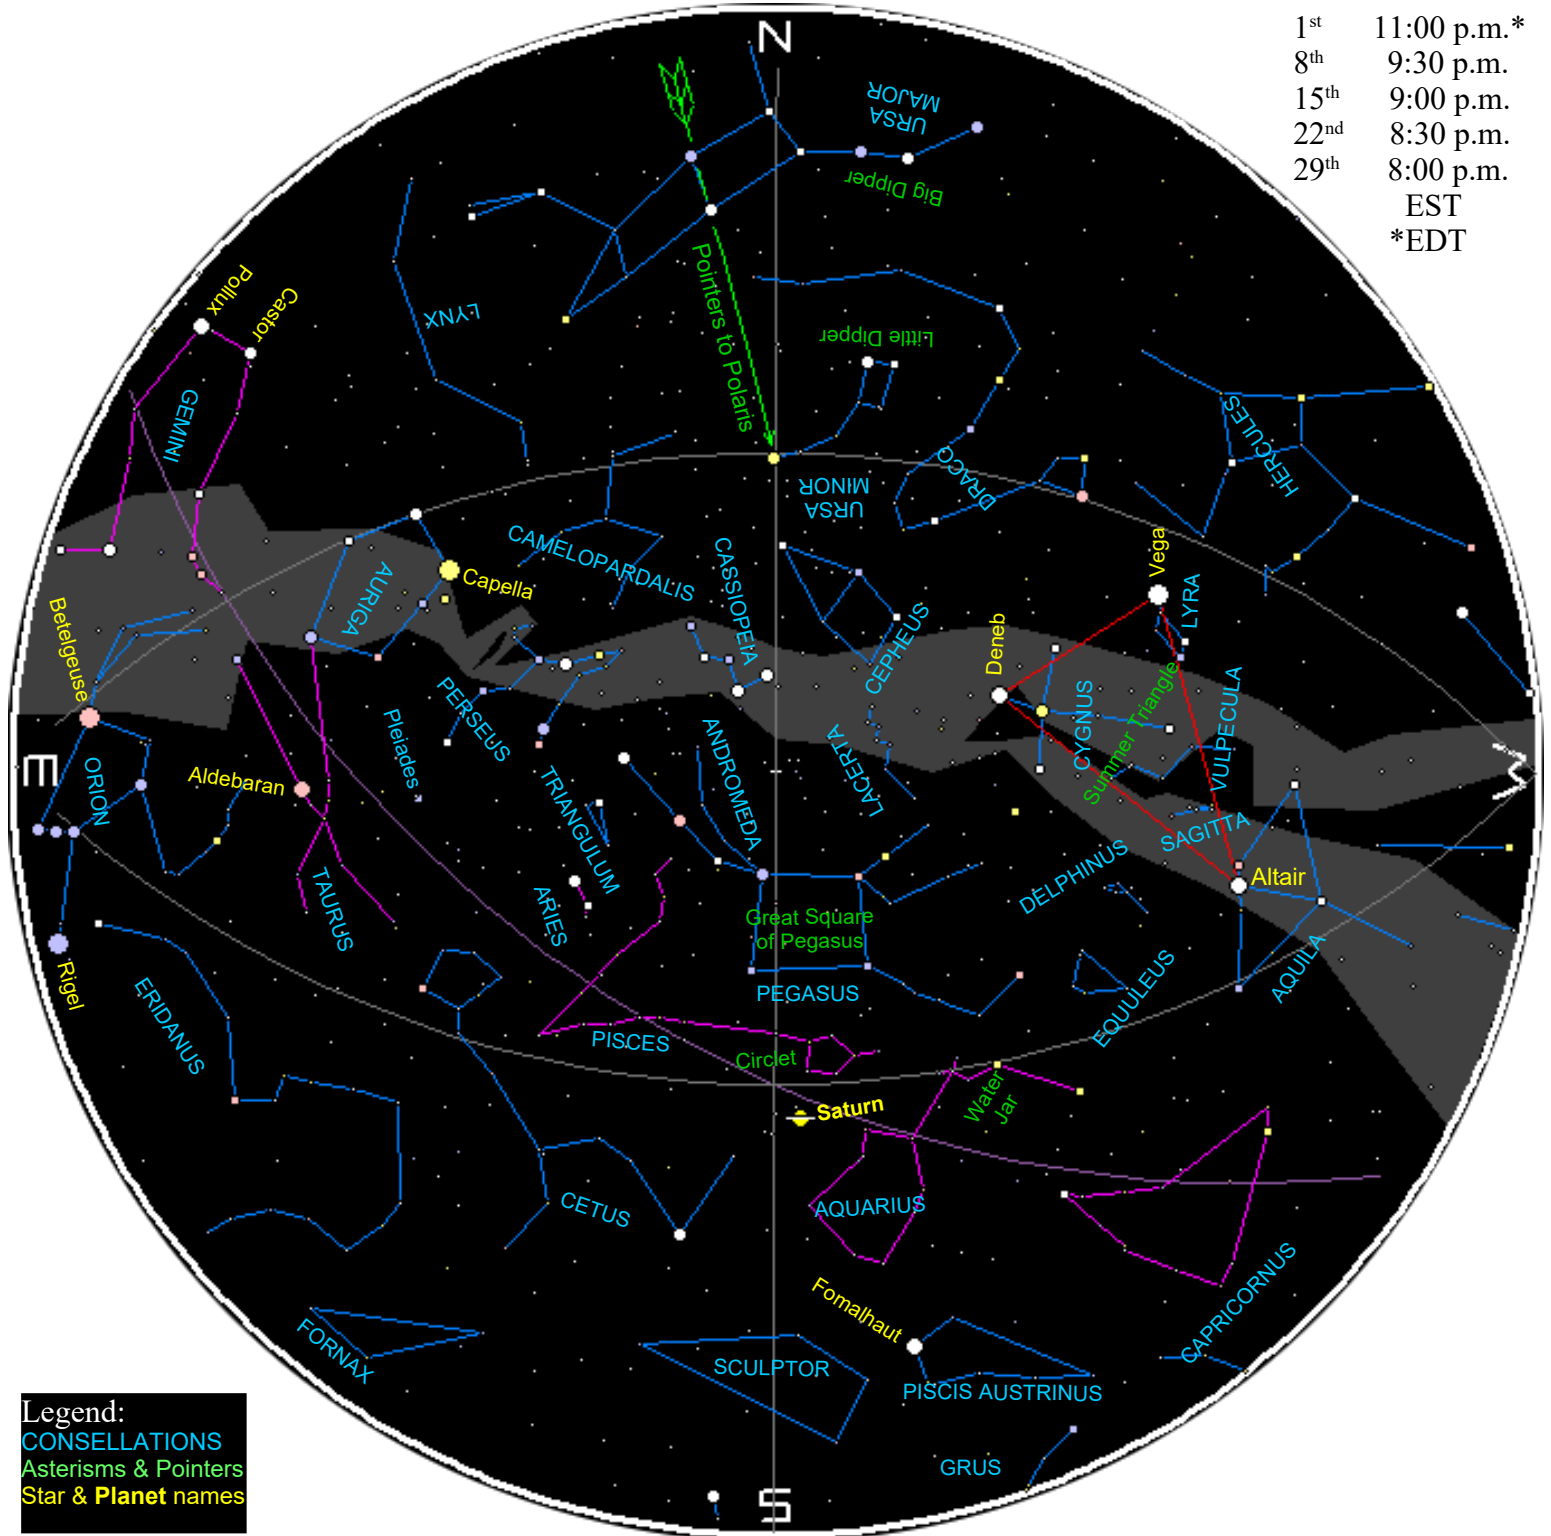 N
1st 11:00 p.m.*
8th 9:30 p.m.
15th 9:00 p.m.
22nd 8:30 p.m.
29th 8:00 p.m.
EST
*EDT
URSA
MAJOR
Big Dipper
Pointers to Polaris
Little Dipper
LYNX
Pollux
Castor
GEMINI
URSA
MINOR
DRACO
HERCULES
CAMELOPARDALIS
CASSIOPEIA
CEPHEUS
Capella
AURIGA
Vega
LYRA
Deneb
CYGNUS
Summer Triangle
VULPECULA
Betelgeuse
PERSEUS
Pleiades
ANDROMEDA
LACERTA
E
W
ORION
Aldebaran
TRIANGULUM
SAGITTA
DELPHINUS
Altair
TAURUS
ARIES
Great Square
of Pegasus
PEGASUS
EQUULEUS
AQUILA
Rigel
ERIDANUS
PISCES
Circlet
Water
Jar
Saturn
CETUS
AQUARIUS
CAPRICORNUS
Fomalhaut
FORNAX
SCULPTOR
PISCIS AUSTRINUS
GRUS
S
Legend:
CONSELLATIONS
Asterisms & Pointers
Star & Planet names